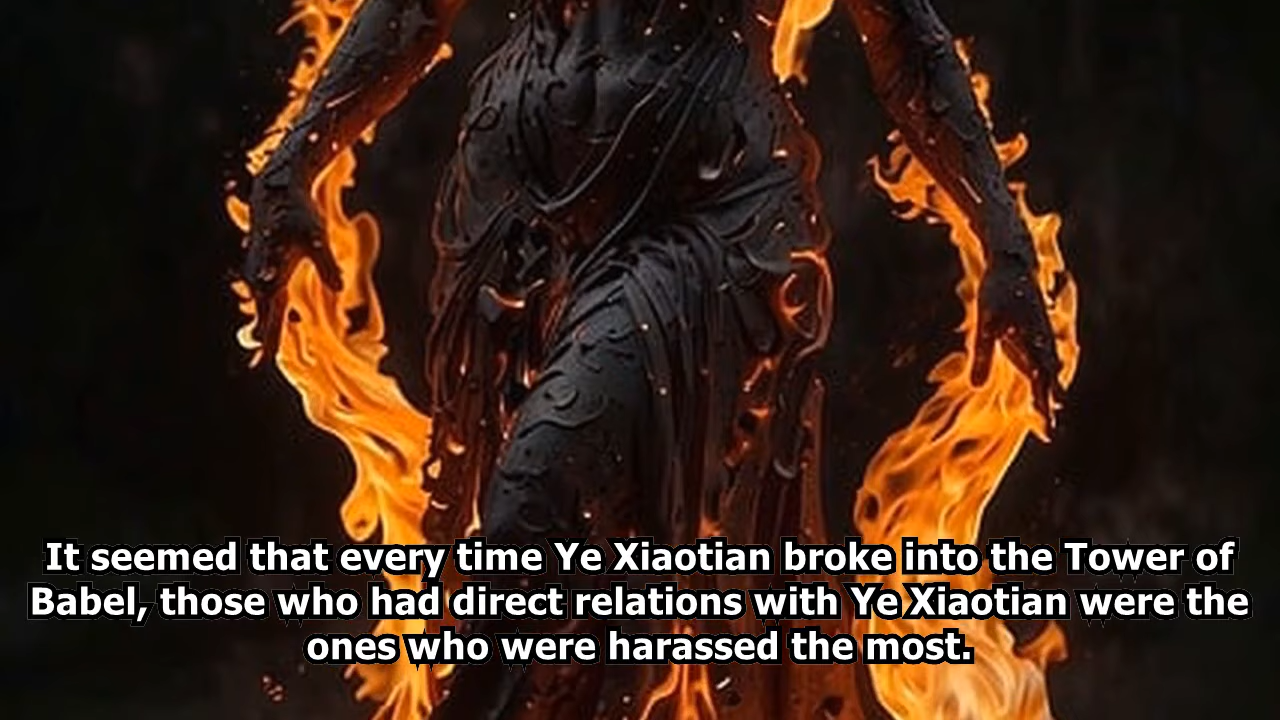 It seemed that every time Ye Xiaotian broke into the Tower of
Babel, those who had direct relations with Ye Xiaotian were the
ones who were harassed the most.